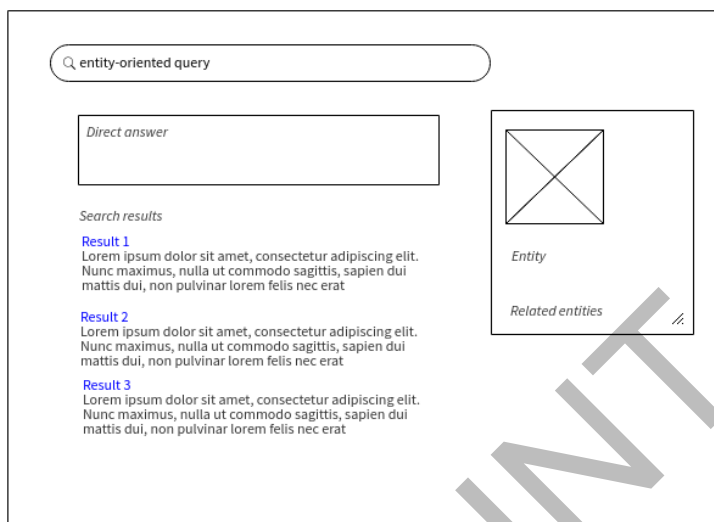 entity-oriented query
Direct answer
Search results
Result 1
Lorem ipsum dolor sit amet, consectetur adipiscing elit.
Nunc maximus, nulla ut commodo sagittis, sapien dui
mattis dui, non pulvinar lorem felis nec erat
Result 2
Lorem ipsum dolor sit amet, consectetur adipiscing elit.
Nunc maximus, nulla ut commodo sagittis, sapien dui
mattis dui, non pulvinar lorem felis nec erat
Result 3
Lorem ipsum dolor sit amet, consectetur adipiscing elit.
Nunc maximus, nulla ut commodo sagittis, sapien dui
mattis dui, non pulvinar lorem felis nec erat
Entity
Related entities
INT